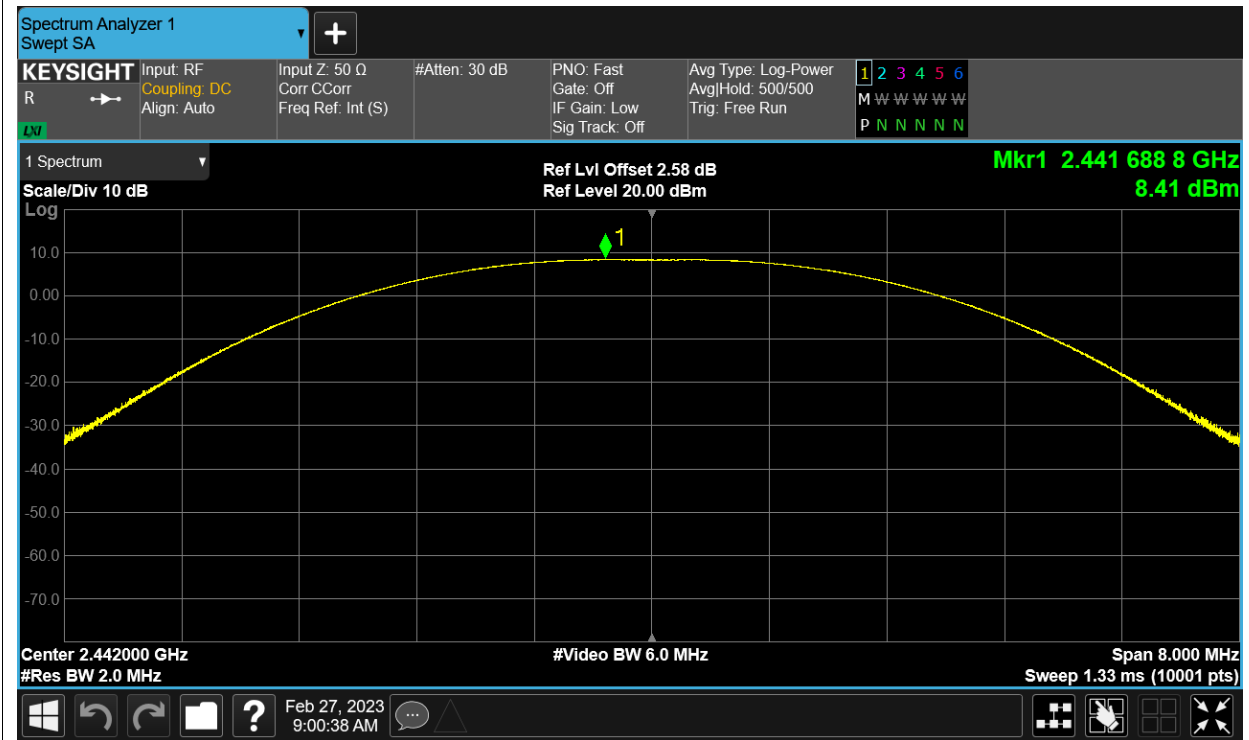 Spectrum Analyzer 1
Swept SA
KEYSIGHT
R
LXI
Input: RF
Coupling: DC
Align: Auto
Input Z: 50 Ω
Corr CCorr
Freq Ref: Int (S)
#Atten: 30 dB
PNO: Fast
Gate: Off
IF Gain: Low
Sig Track: Off
Avg Type: Log-Power
Avg|Hold: 500/500
Trig: Free Run
1 2 3 4 5 6
M W W W W W
P N N N N N
1 Spectrum
Scale/Div 10 dB
Ref Lvl Offset 2.58 dB
Ref Level 20.00 dBm
Mkr1 2.441 688 8 GHz
8.41 dBm
Log
1
10.0
0.00
-10.0
-20.0
-30.0
-40.0
-50.0
-60.0
-70.0
Center 2.442000 GHz
#Video BW 6.0 MHz
Span 8.000 MHz
#Res BW 2.0 MHz
Sweep 1.33 ms (10001 pts)
?
Feb 27, 2023
9:00:38 AM